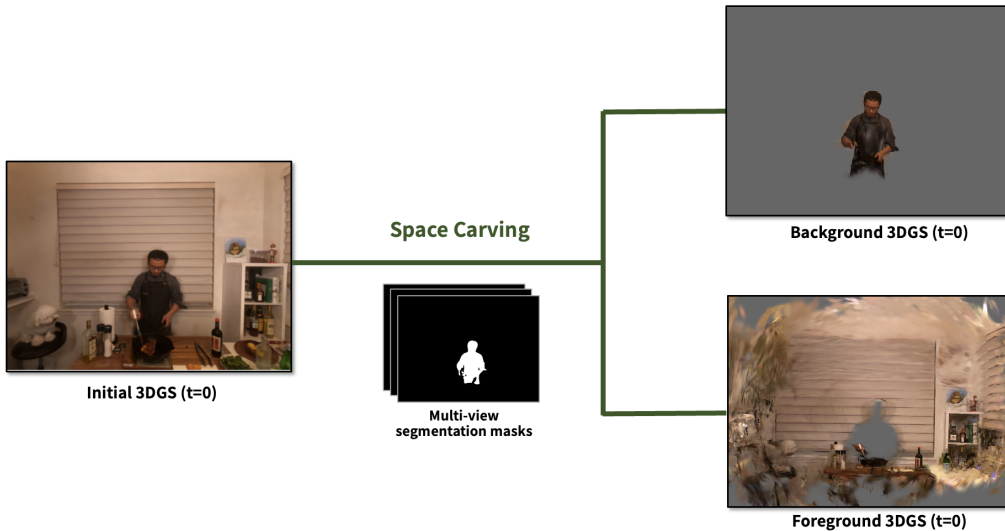 Space Carving
Background 3DGS (t=0)
Initial 3DGS (t=0)
Multi-view
segmentation masks
Foreground 3DGS (t=0)